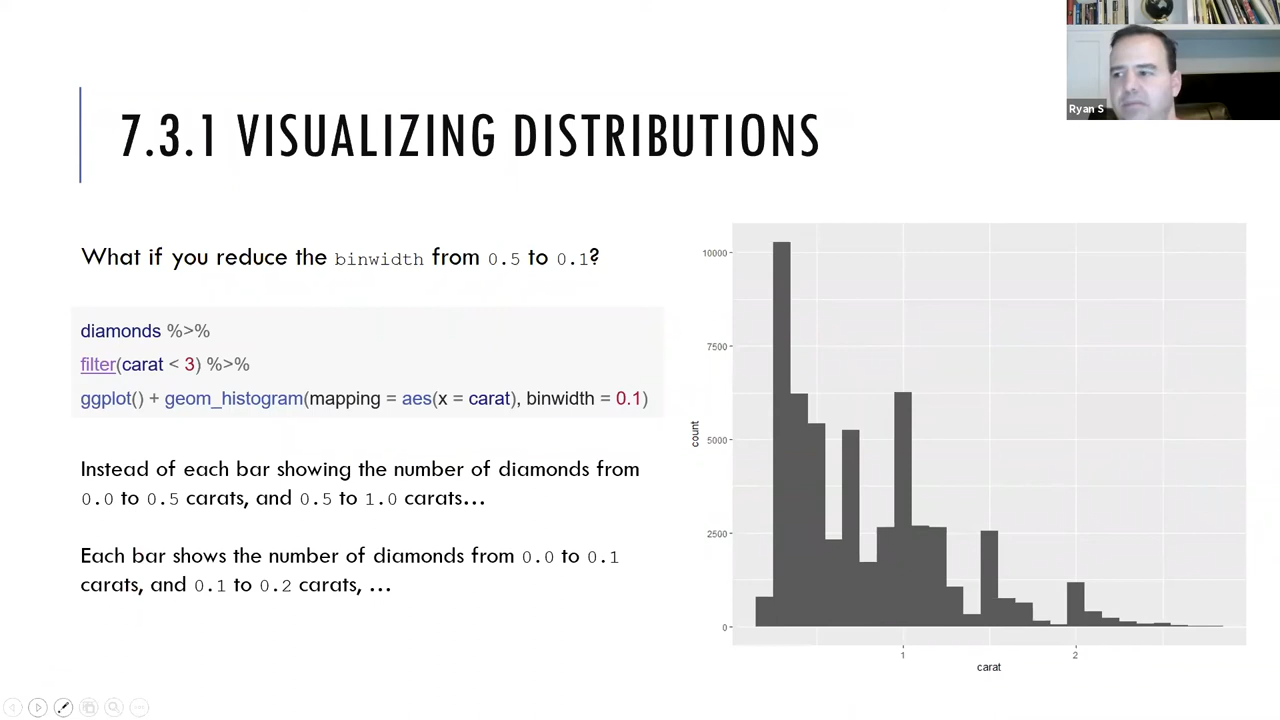 Ryan S
7.3.1 VISUALIZING DISTRIBUTIONS
What if you reduce the binwidth from 0.5 to 0.1?
diamonds %>%
filter(carat < 3) %>%
ggplot() + geom_histogram(mapping = aes(x = carat), binwidth = 0.1)
Instead of each bar showing the number of diamonds from
0.0 to 0.5 carats, and 0.5 to 1.0 carats…
Each bar shows the number of diamonds from 0.0 to 0.1
carats, and 0.1 to 0.2 carats, …
10000
7500
5000
2500
0
count
1
2
carat